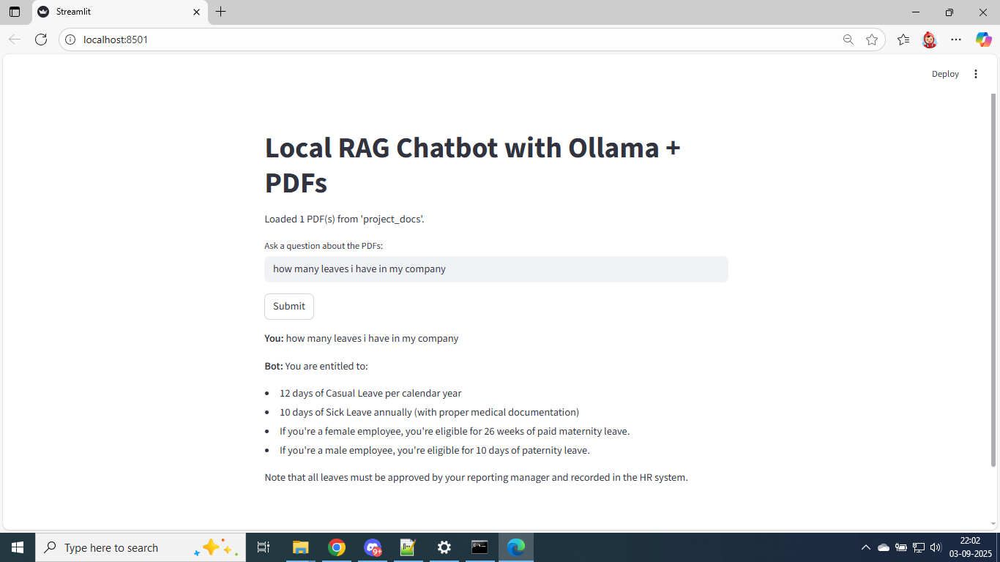 Streamlit
localhost:8501
Deploy
Local RAG Chatbot with Ollama +
PDFs
Loaded 1 PDF(s) from 'project_docs'.
Ask a question about the PDFs:
how many leaves i have in my company
Submit
You: how many leaves i have in my company
Bot: You are entitled to:
12 days of Casual Leave per calendar year
10 days of Sick Leave annually (with proper medical documentation)
If you're a female employee, you're eligible for 26 weeks of paid maternity leave.
If you're a male employee, you're eligible for 10 days of paternity leave.
Note that all leaves must be approved by your reporting manager and recorded in the HR system.
Type here to search
9+
22:02
03-09-2025